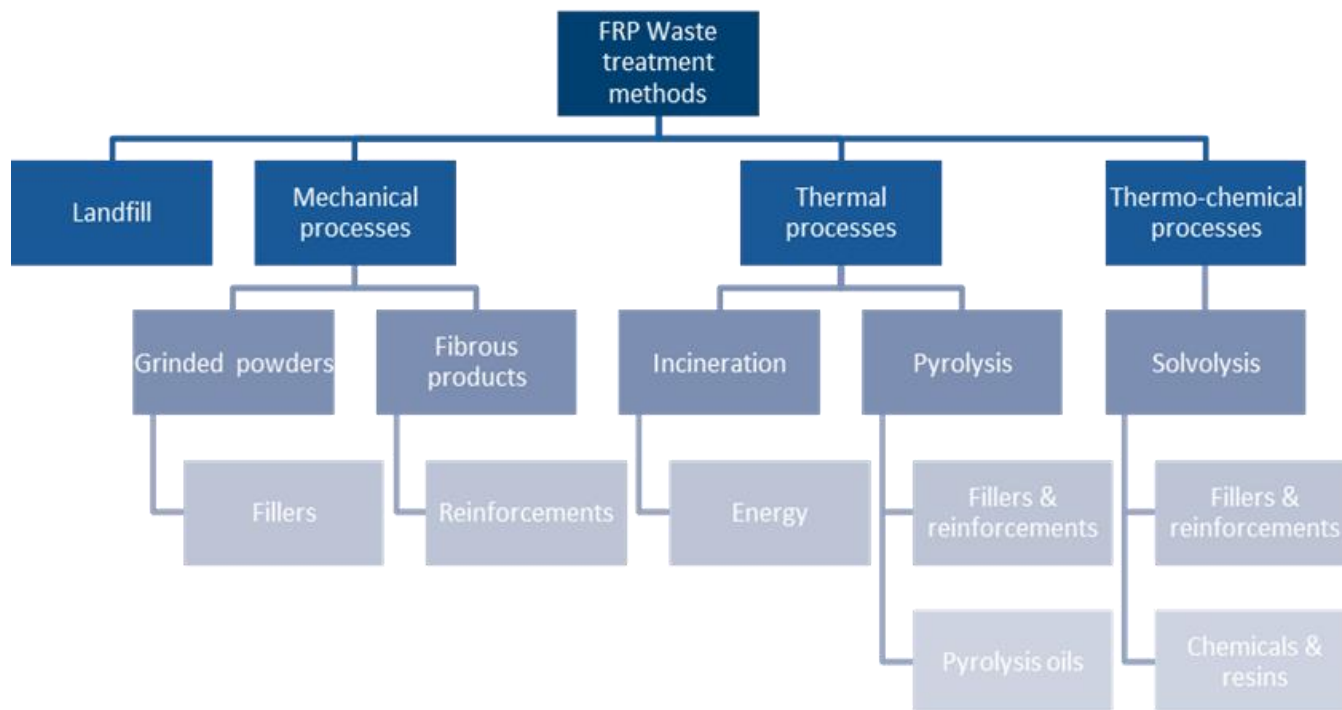 FRP Waste
treatment
methods
Landfill
Mechanical
processes
Thermal
processes
Thermo-chemical
processes
Grinded powders
Fibrous
products
Incineration
Pyrolysis
Solvolysis
Fillers
Reinforcements
Energy
Fillers &
reinforcements
Fillers &
reinforcements
Pyrolysis oils
Chemicals &
resins